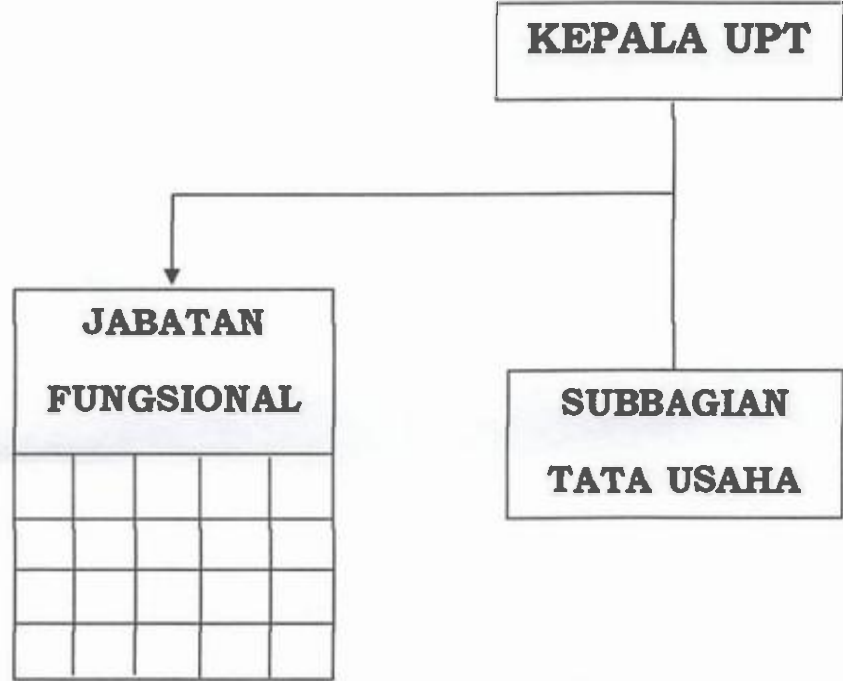 KEPALA UPT
JABATAN
FUNGSIONAL
SUBBAGIAN
TATA USAHA